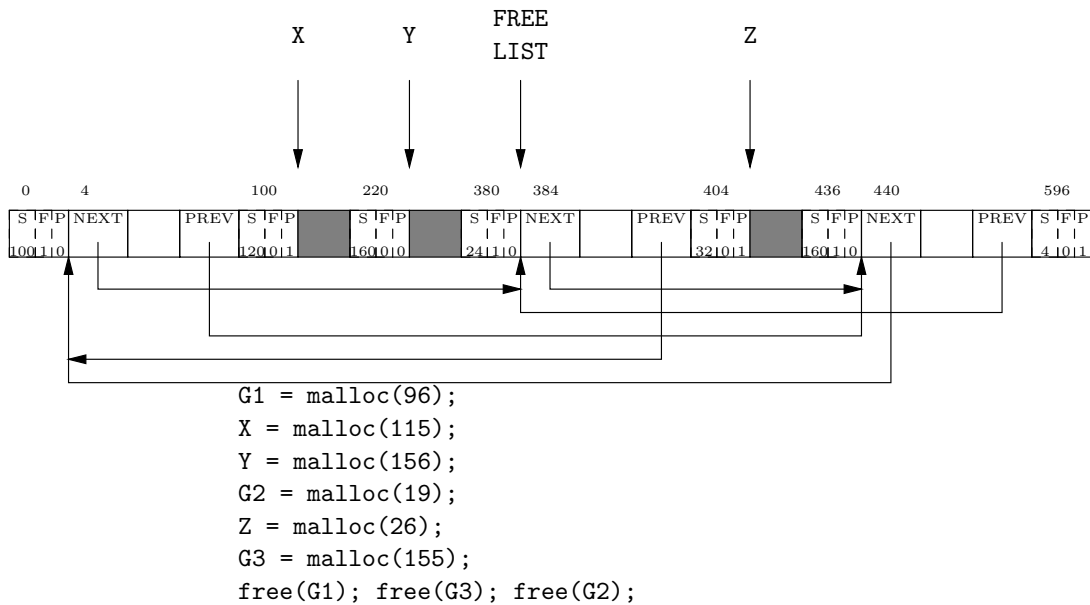 FREE
X Y LIST Z
0 4 100 220 380 384 404 436 440 596
S F P NEXT PREV S F P S F P S F P NEXT PREV S F P S F P NEXT PREV S F P
100 1 0 120 0 1 160 0 0 24 1 0 32 0 1 160 1 0 4 0 1
G1 = malloc(96);
X = malloc(115);
Y = malloc(156);
G2 = malloc(19);
Z = malloc(26);
G3 = malloc(155);
free(G1); free(G3); free(G2);